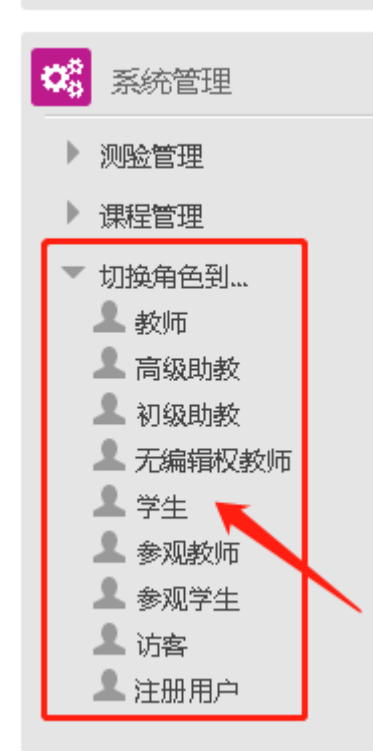 系统管理
测验管理
课程管理
切换角色到...
教师
高级助教
初级助教
无编辑权教师
学生
参观教师
参观学生
访客
注册用户